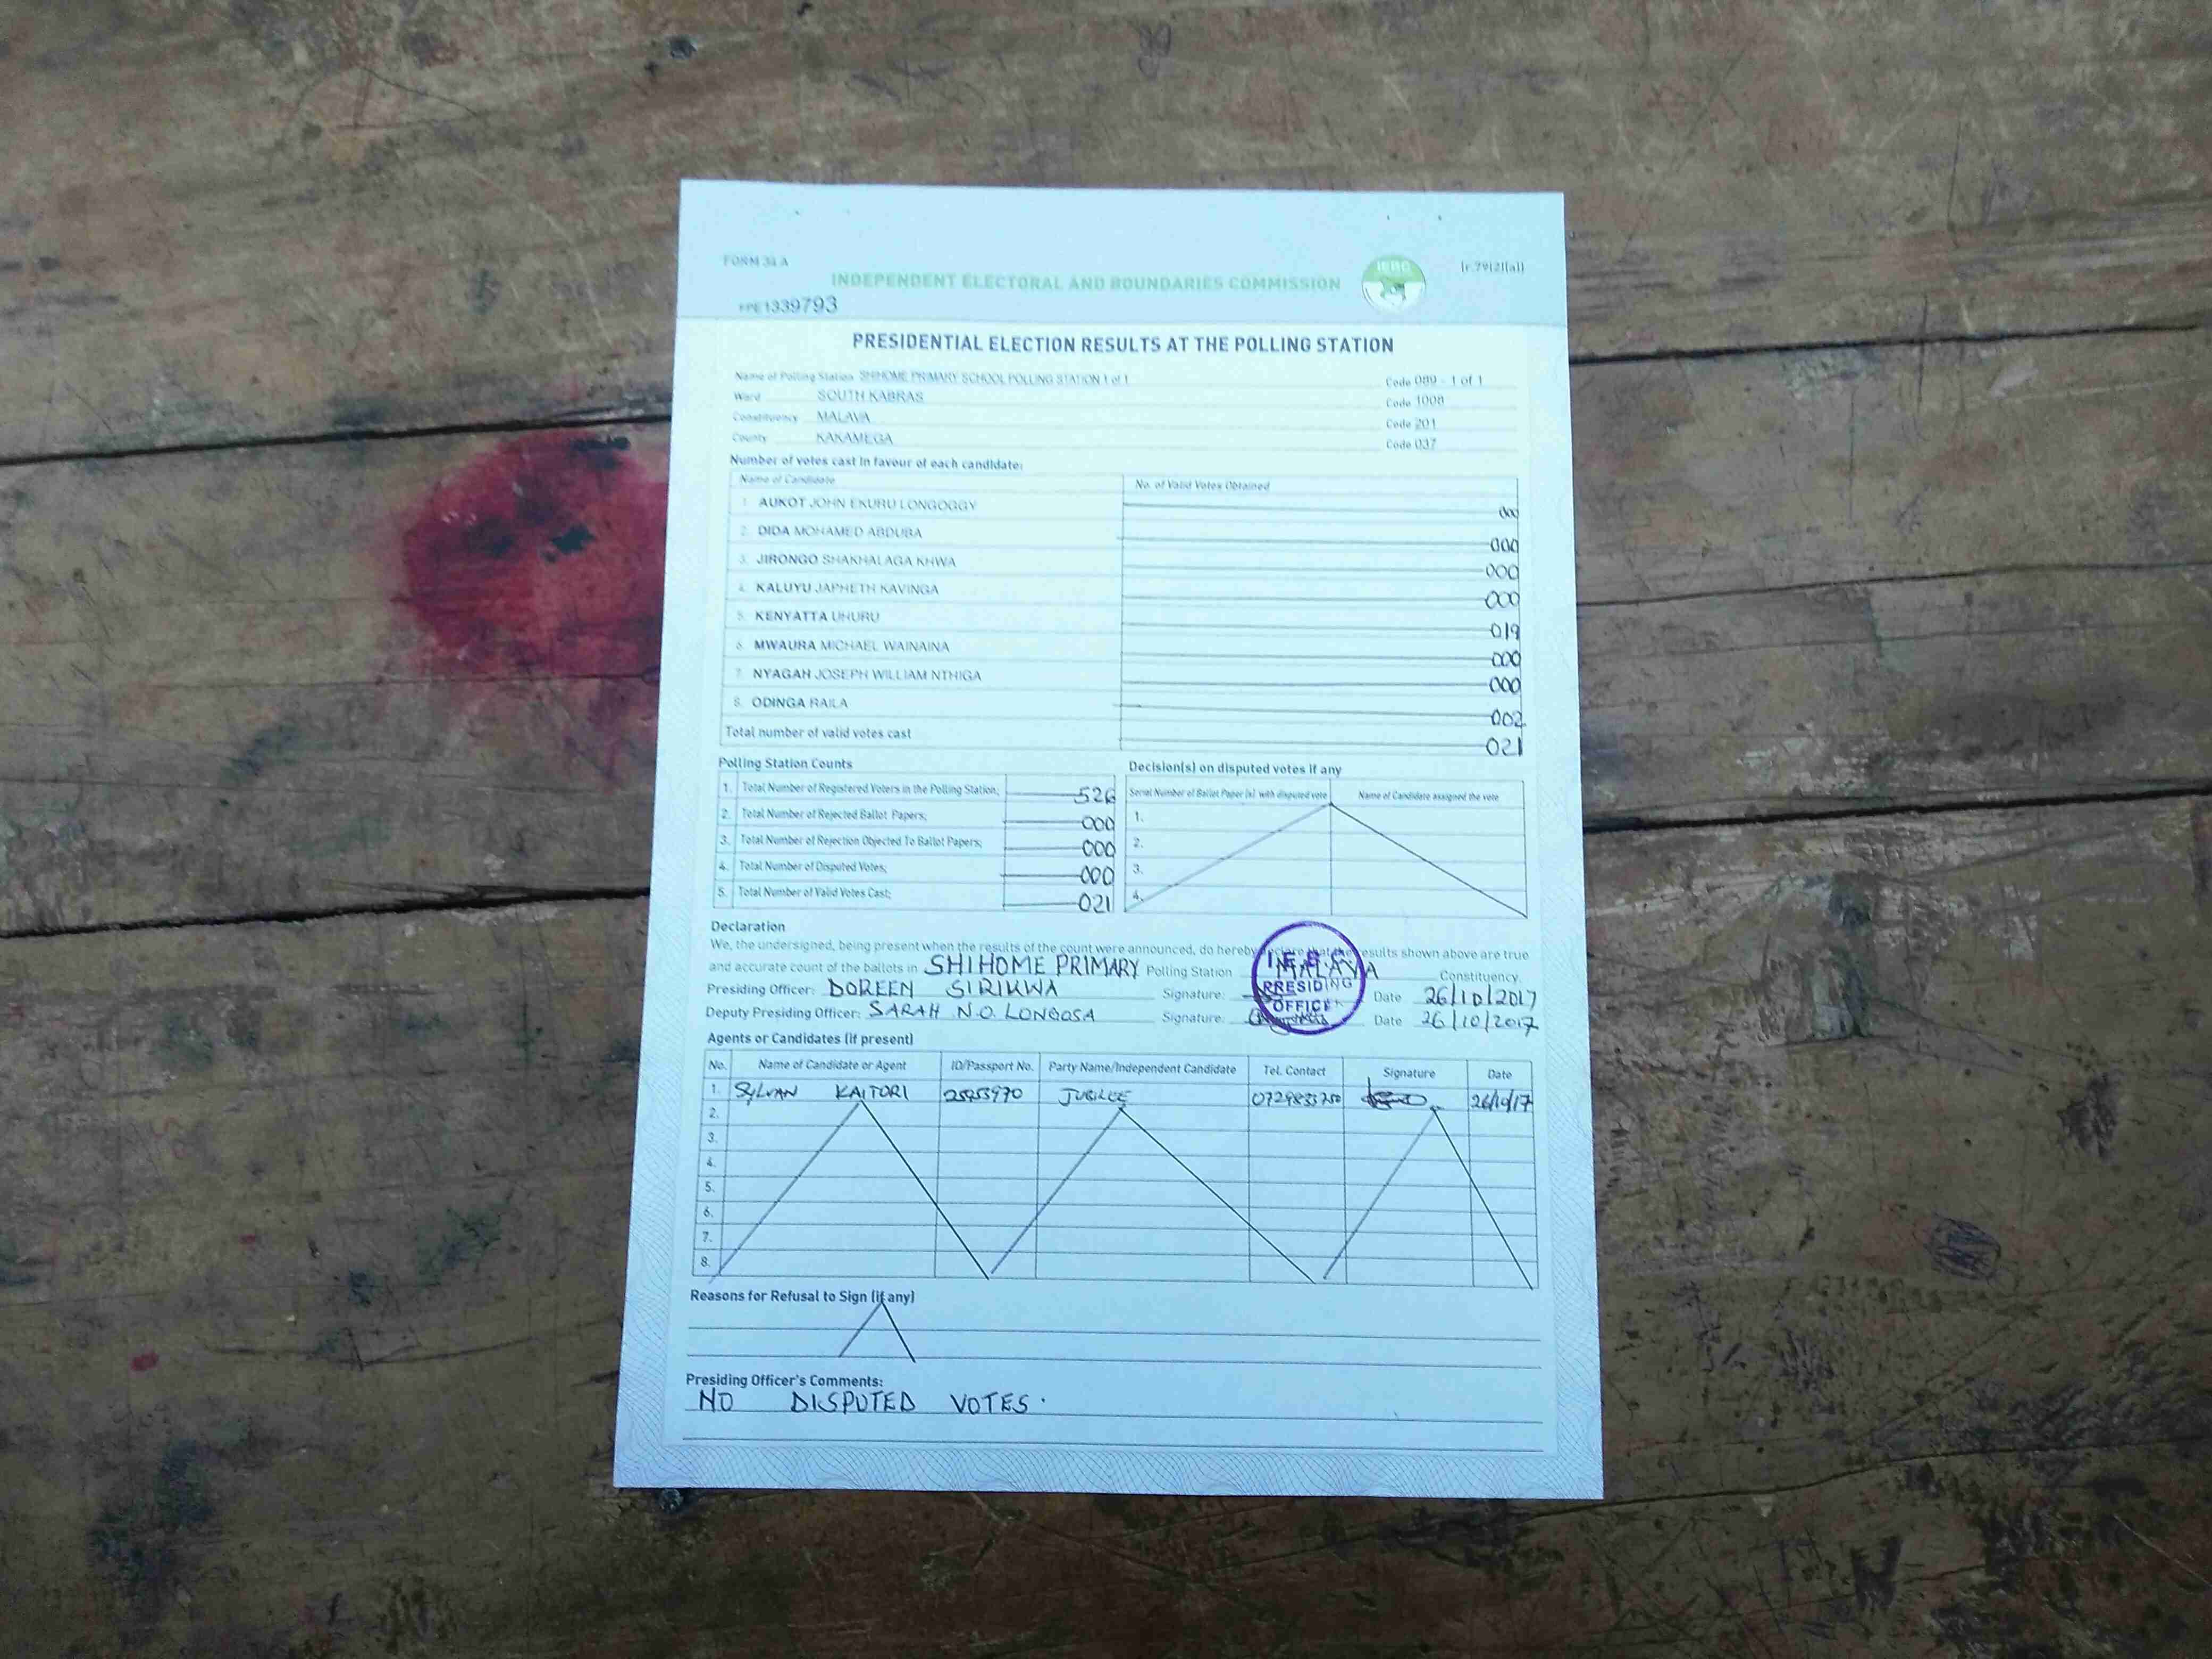 FORM 34 A
[r.79(2)(a)]
INDEPENDENT ELECTORAL AND BOUNDARIES COMMISSION
IEBC
1339793
PRESIDENTIAL ELECTION RESULTS AT THE POLLING STATION
Name of Polling Station SHIHOME PRIMARY SCHOOL POLLING STATION 1 of 1 Code 089 - 1 of 1
Ward SOUTH KABRAS Code 1008
Constituency MALAVA Code 201
County KAKAMEGA Code 037
Number of votes cast in favour of each candidate:
Name of Candidate No. of Valid Votes Obtained
1. AUKOT JOHN EKURU LONGOGGY 000
2. DIDA MOHAMED ABDUBA 000
3. JIRONGO SHAKHALAGA KHWA 000
4. KALUYU JAPHETH KAVINGA 000
5. KENYATTA UHURU 019
6. MWAURA MICHAEL WAINAINA 000
7. NYAGAH JOSEPH WILLIAM NTHIGA 000
8. ODINGA RAILA 002
Total number of valid votes cast 021
Polling Station Counts
1. Total Number of Registered Voters in the Polling Station; 526
2. Total Number of Rejected Ballot Papers; 000
3. Total Number of Rejection Objected To Ballot Papers; 000
4. Total Number of Disputed Votes; 000
5. Total Number of Valid Votes Cast; 021
Decision(s) on disputed votes if any
Serial Number of Ballot Paper (s) with disputed vote Name of Candidate assigned the vote
1.
2.
3.
4.
Declaration
We, the undersigned, being present when the results of the count were announced, do hereby declare that the results shown above are true
and accurate count of the ballots in SHIHOME PRIMARY Polling Station MALAVA Constituency.
Presiding Officer: DOREEN SIRIKWA Signature: Date 26/10/2017
Deputy Presiding Officer: SARAH N.O. LONGOSA Signature: Date 26/10/2017
PRESIDING
OFFICE
Agents or Candidates (if present)
No. Name of Candidate or Agent ID/Passport No. Party Name/Independent Candidate Tel. Contact Signature Date
1. SYLVAN KAITORI JUBILEE 26/10/17
2.
3.
4.
5.
6.
7.
8.
Reasons for Refusal to Sign (if any)
Presiding Officer's Comments:
NO DISPUTED VOTES.